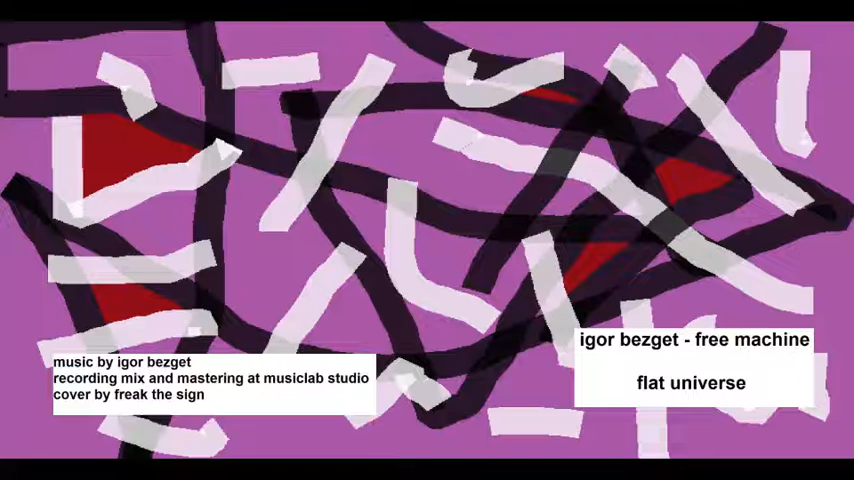 igor bezget - free machine
flat universe
music by igor bezget
recording mix and mastering at musiclab studio
cover by freak the sign